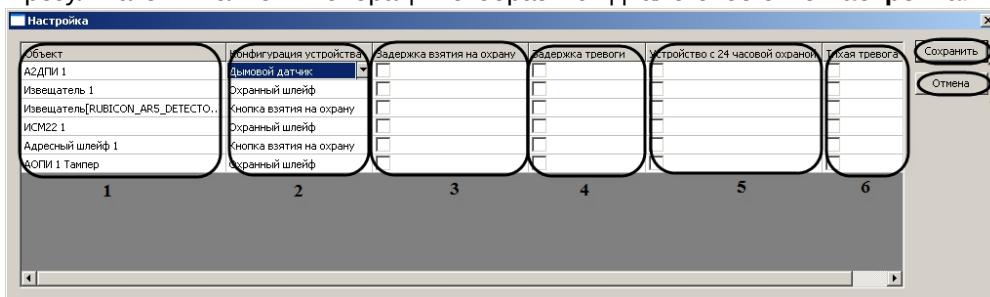 Настройка
Объект Конфигурация устройства Задержка взятия на охрану Задержка тревоги Устройство с 24 часовой охраной Тихая тревога Сохранить
А2ДПИ 1 Дымовой датчик
Извещатель 1 Охранный шлейф Отмена
Извещатель[RUBICON_AR5_DETECTO... Кнопка взятия на охрану
ИСМ22 1 Охранный шлейф
Адресный шлейф 1 Кнопка взятия на охрану
АОПИ 1 Тампер Охранный шлейф
1 2 3 4 5 6